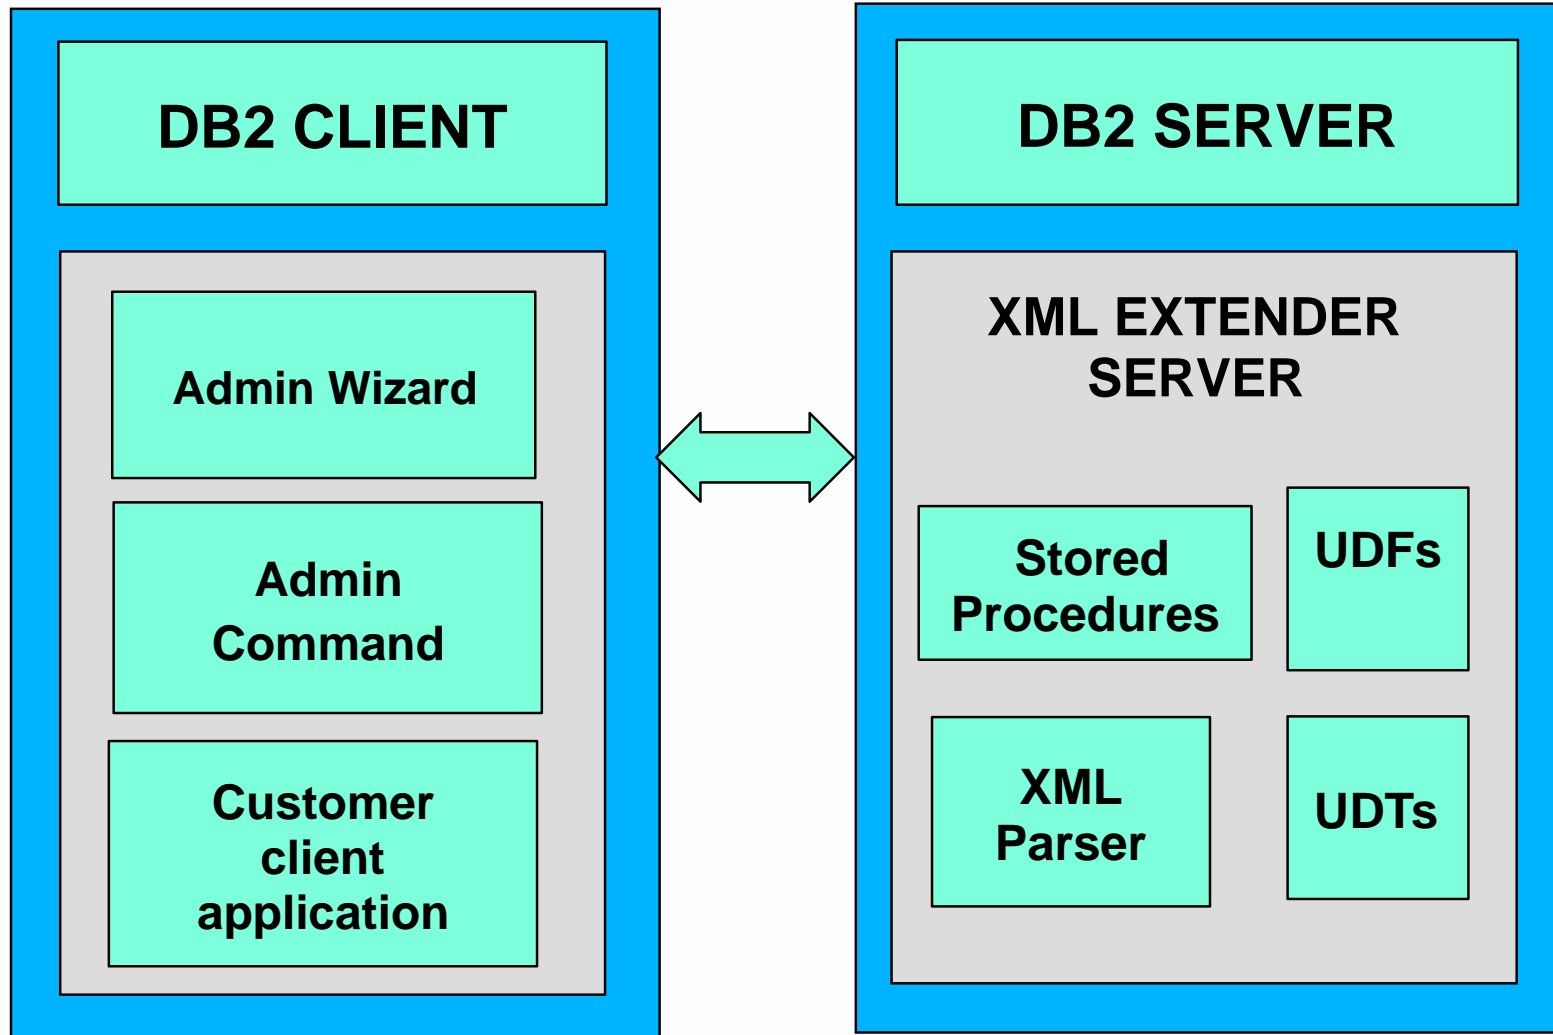 DB2 CLIENT
Admin Wizard
Admin
Command
Customer
client
application
DB2 SERVER
XML EXTENDER
SERVER
Stored
Procedures
UDFs
XML
Parser
UDTs